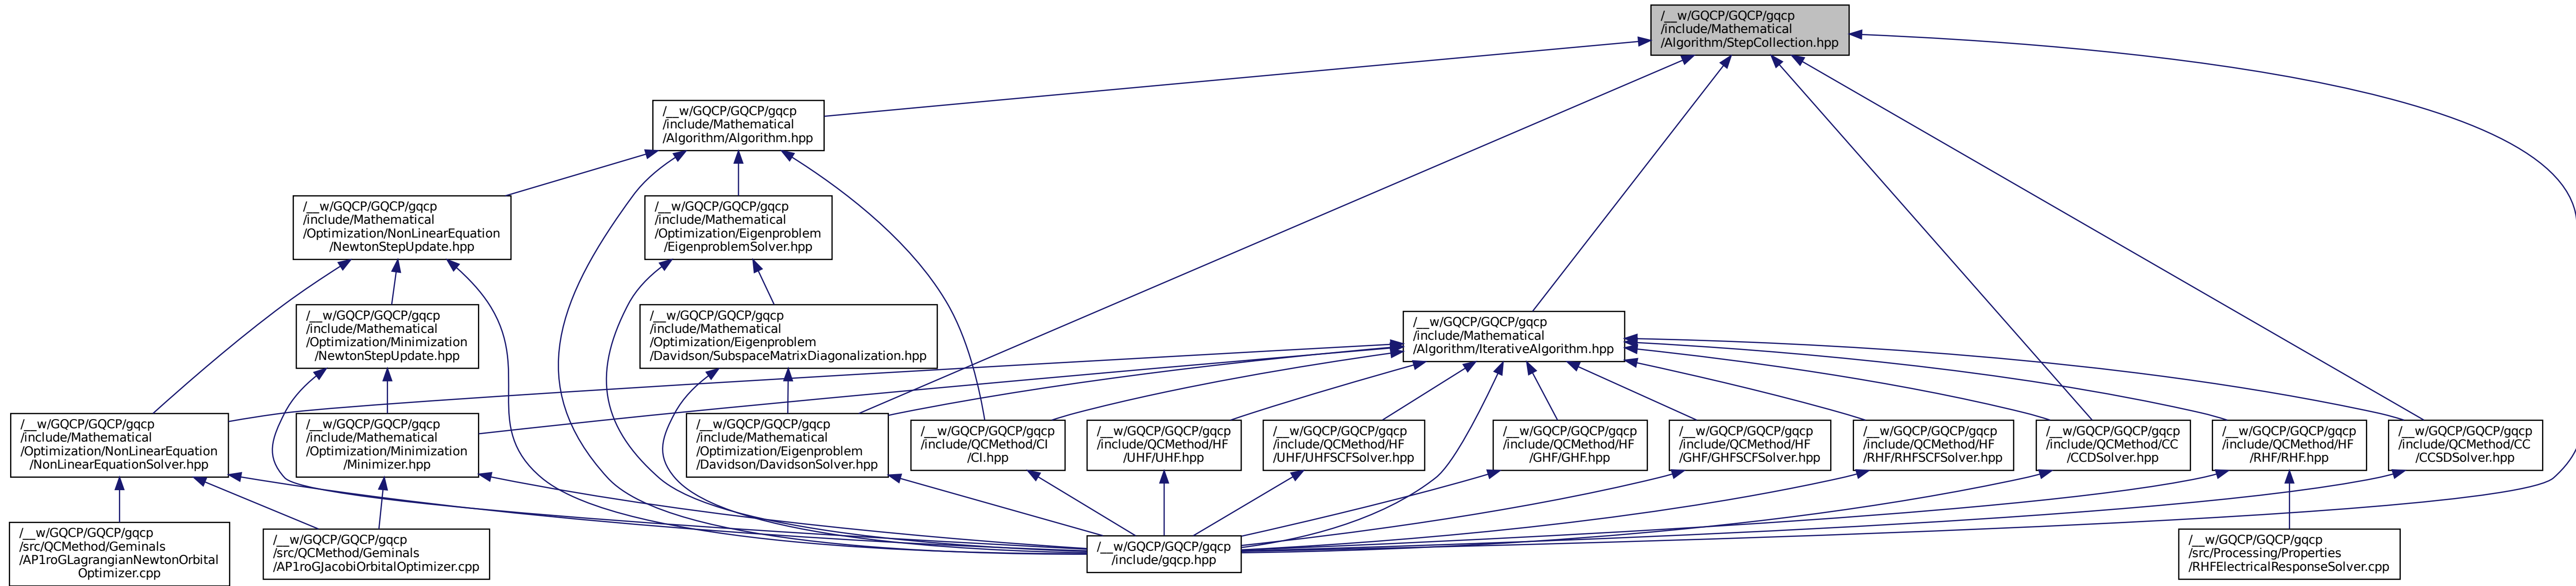 /__w/GQCP/GQCP/gqcp
/include/Mathematical
/Algorithm/StepCollection.hpp
/__w/GQCP/GQCP/gqcp
/include/Mathematical
/Algorithm/Algorithm.hpp
/__w/GQCP/GQCP/gqcp
/include/Mathematical
/Optimization/NonLinearEquation
/NewtonStepUpdate.hpp
/__w/GQCP/GQCP/gqcp
/include/Mathematical
/Optimization/Eigenproblem
/EigenproblemSolver.hpp
/__w/GQCP/GQCP/gqcp
/include/Mathematical
/Optimization/Minimization
/NewtonStepUpdate.hpp
/__w/GQCP/GQCP/gqcp
/include/Mathematical
/Optimization/Eigenproblem
/Davidson/SubspaceMatrixDiagonalization.hpp
/__w/GQCP/GQCP/gqcp
/include/Mathematical
/Algorithm/IterativeAlgorithm.hpp
/__w/GQCP/GQCP/gqcp
/include/Mathematical
/Optimization/NonLinearEquation
/NonLinearEquationSolver.hpp
/__w/GQCP/GQCP/gqcp
/include/Mathematical
/Optimization/Minimization
/Minimizer.hpp
/__w/GQCP/GQCP/gqcp
/include/Mathematical
/Optimization/Eigenproblem
/Davidson/DavidsonSolver.hpp
/__w/GQCP/GQCP/gqcp
/include/QCMethod/CI
/CI.hpp
/__w/GQCP/GQCP/gqcp
/include/QCMethod/HF
/UHF/UHF.hpp
/__w/GQCP/GQCP/gqcp
/include/QCMethod/HF
/UHF/UHFSCFSolver.hpp
/__w/GQCP/GQCP/gqcp
/include/QCMethod/HF
/GHF/GHF.hpp
/__w/GQCP/GQCP/gqcp
/include/QCMethod/HF
/GHF/GHFSCFSolver.hpp
/__w/GQCP/GQCP/gqcp
/include/QCMethod/HF
/RHF/RHFSCFSolver.hpp
/__w/GQCP/GQCP/gqcp
/include/QCMethod/CC
/CCDSolver.hpp
/__w/GQCP/GQCP/gqcp
/include/QCMethod/HF
/RHF/RHF.hpp
/__w/GQCP/GQCP/gqcp
/include/QCMethod/CC
/CCSDSolver.hpp
/__w/GQCP/GQCP/gqcp
/src/QCMethod/Geminals
/AP1roGLagrangianNewtonOrbital
Optimizer.cpp
/__w/GQCP/GQCP/gqcp
/src/QCMethod/Geminals
/AP1roGJacobiOrbitalOptimizer.cpp
/__w/GQCP/GQCP/gqcp
/include/gqcp.hpp
/__w/GQCP/GQCP/gqcp
/src/Processing/Properties
/RHFElectricalResponseSolver.cpp